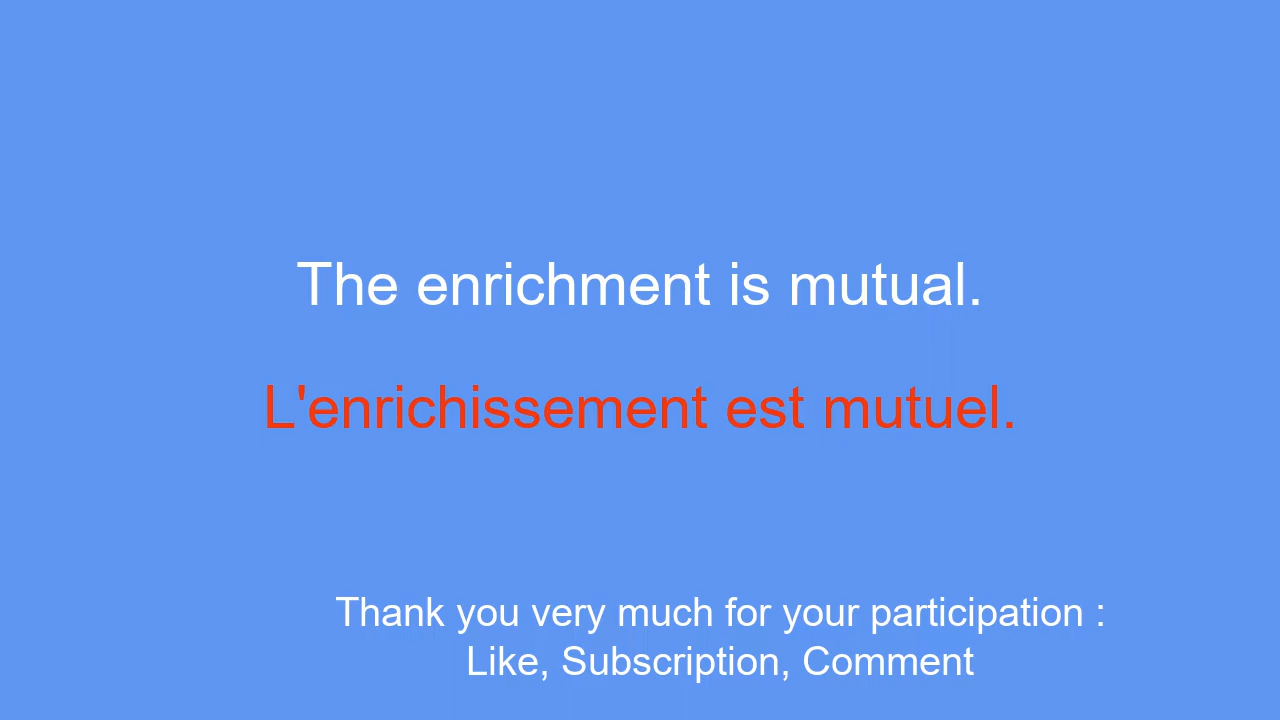 The enrichment is mutual.
L'enrichissement est mutuel.
Thank you very much for your participation :
Like, Subscription, Comment